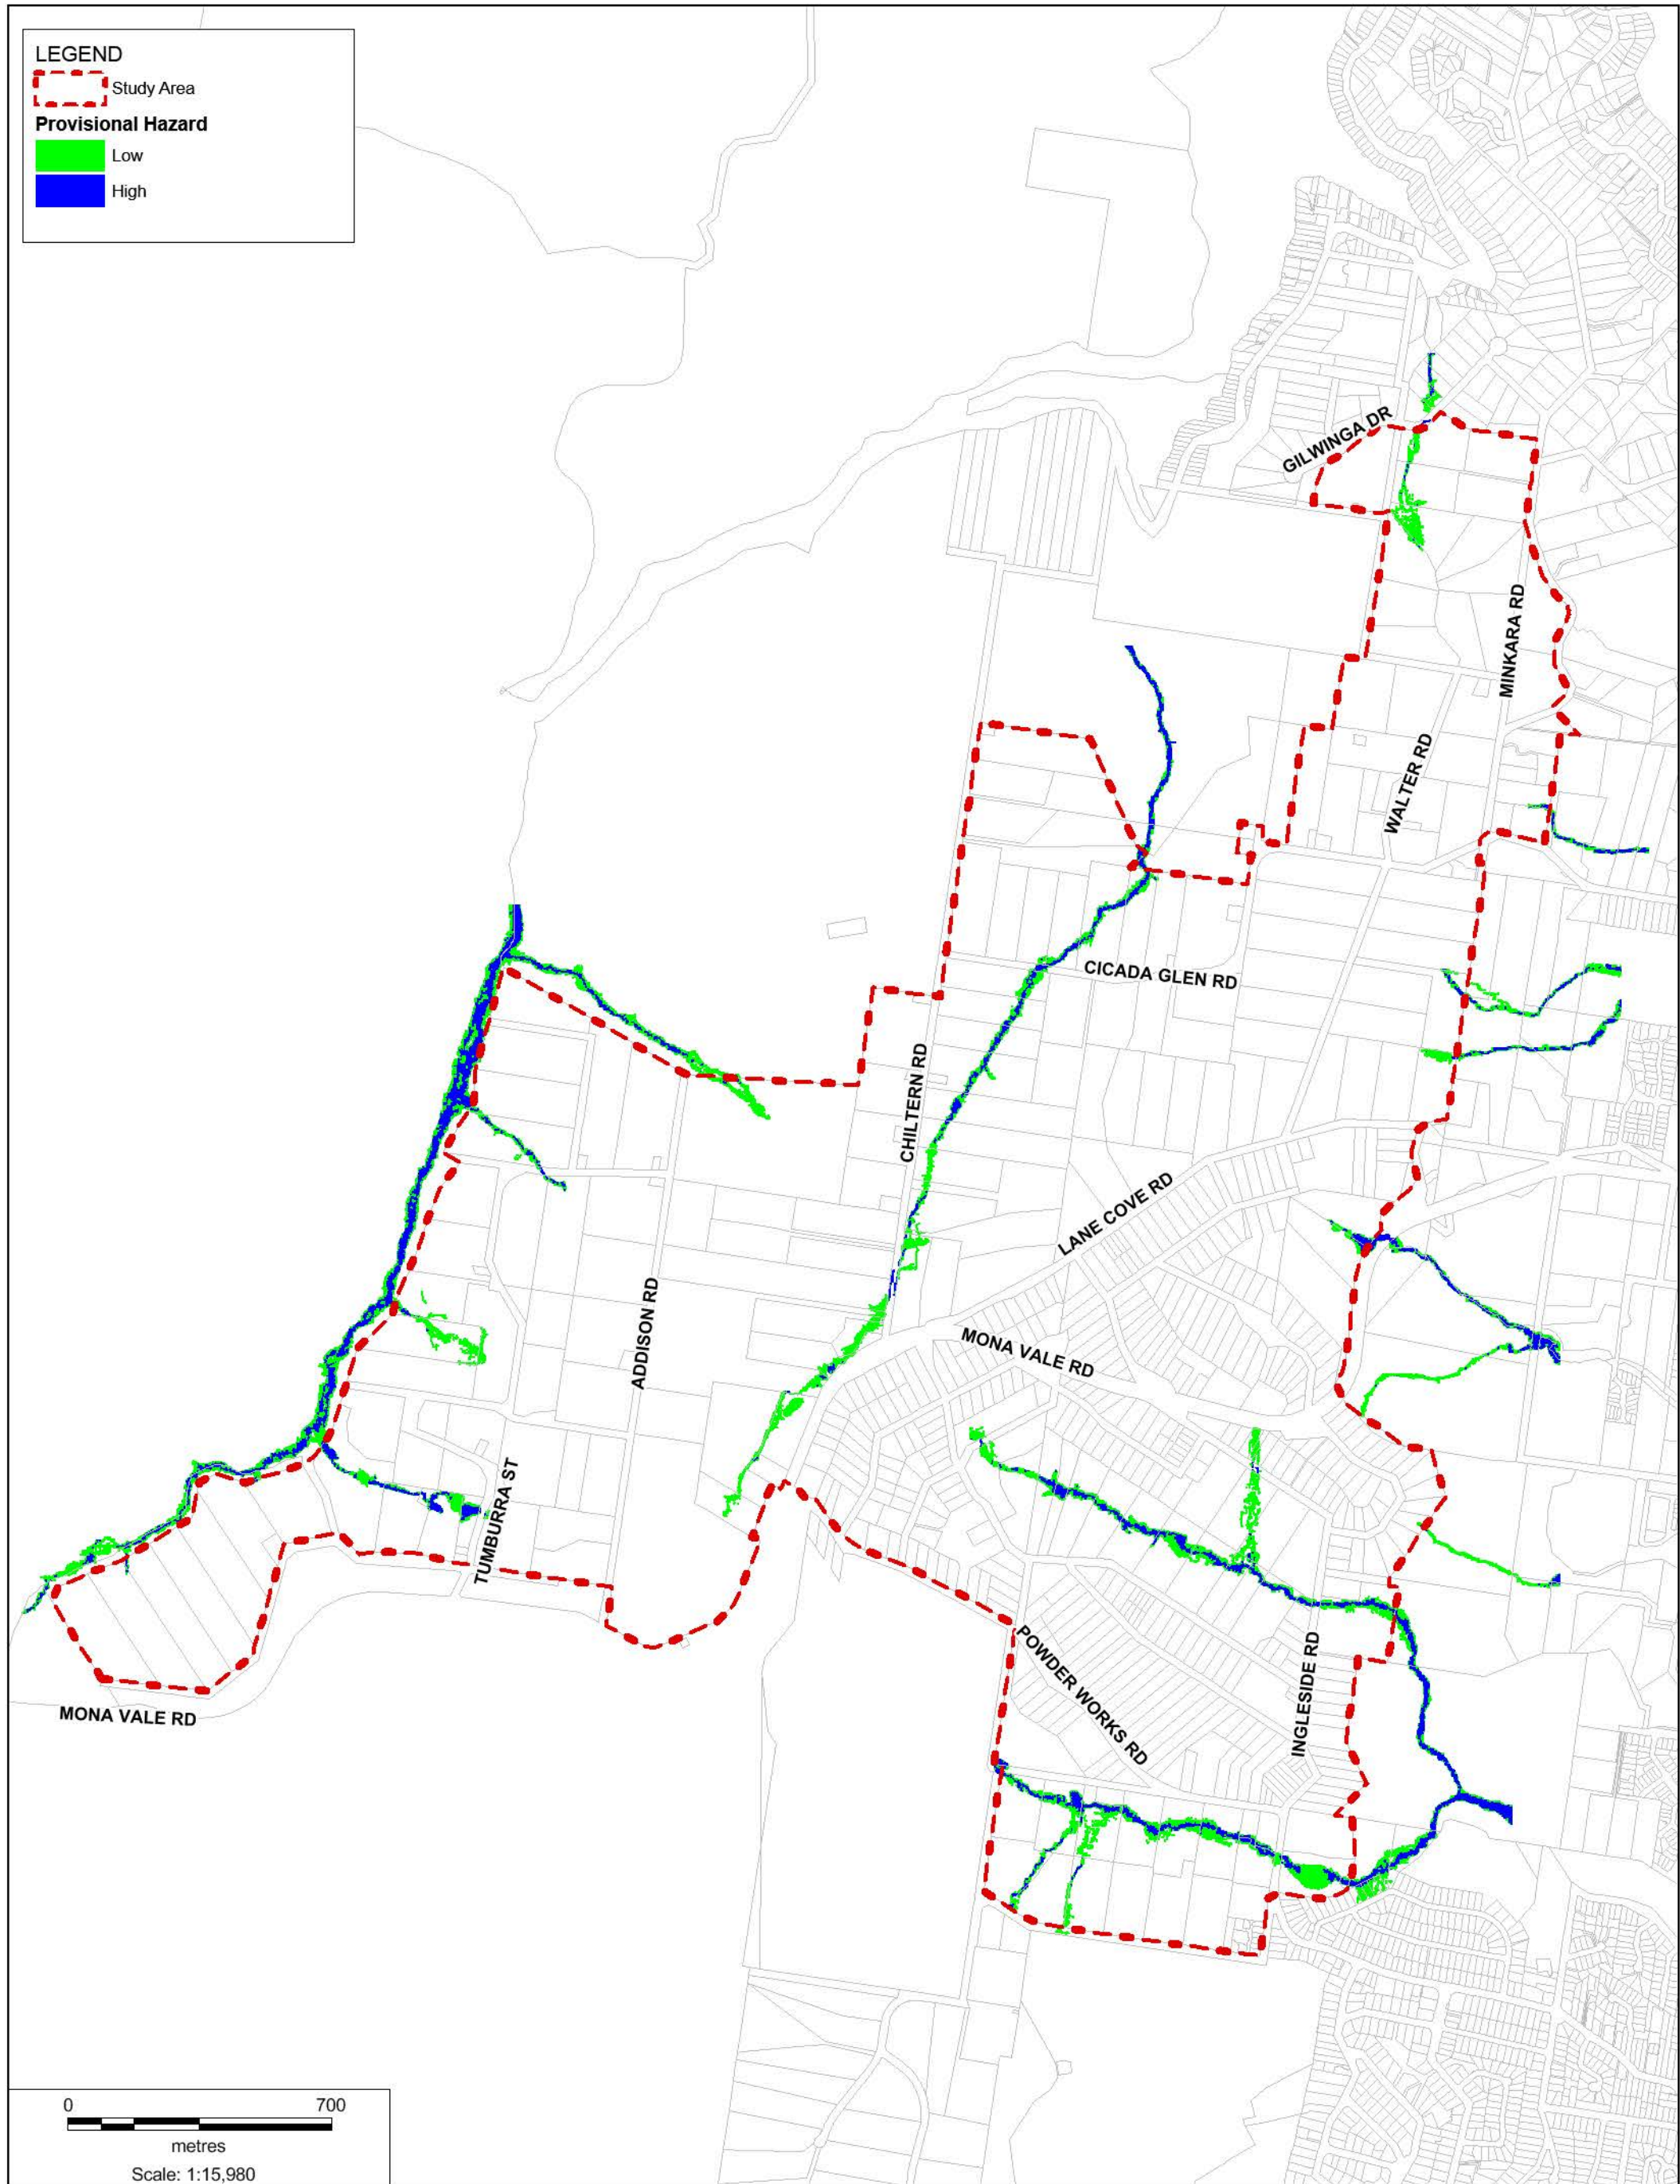 LEGEND
Study Area
Provisional Hazard
Low
High
GILWINGA DR
MINKARA RD
WALTER RD
CICADA GLEN RD
CHILTERN RD
LANE COVE RD
ADDISON RD
MONA VALE RD
TUMBURRA ST
POWDER WORKS RD
INGLESIDE RD
MONA VALE RD
0 700
metres
Scale: 1:15,980